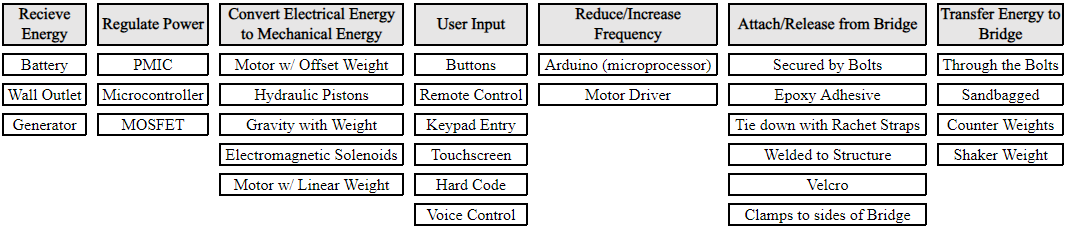 Recieve
Energy
Regulate Power
Convert Electrical Energy
to Mechanical Energy
User Input
Reduce/Increase
Frequency
Attach/Release from Bridge
Transfer Energy to
Bridge
Battery
PMIC
Motor w/ Offset Weight
Buttons
Arduino (microprocessor)
Secured by Bolts
Through the Bolts
Wall Outlet
Microcontroller
Hydraulic Pistons
Remote Control
Motor Driver
Epoxy Adhesive
Sandbagged
Generator
MOSFET
Gravity with Weight
Keypad Entry
Tie down with Rachet Straps
Counter Weights
Electromagnetic Solenoids
Touchscreen
Welded to Structure
Shaker Weight
Motor w/ Linear Weight
Hard Code
Velcro
Voice Control
Clamps to sides of Bridge